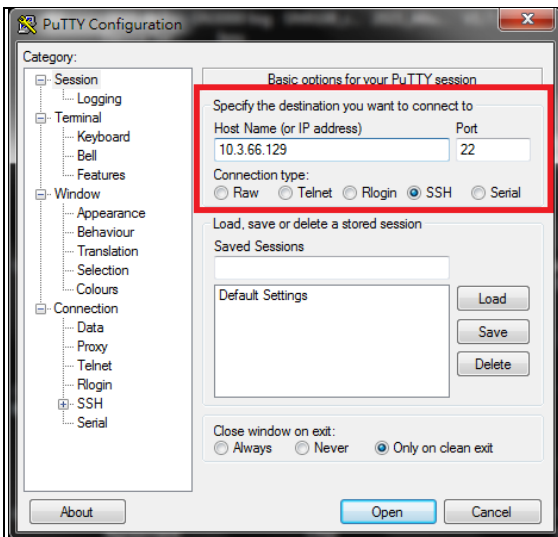 PuTTY Configuration
Category:
Session
Logging
Terminal
Keyboard
Bell
Features
Window
Appearance
Behaviour
Translation
Selection
Colours
Connection
Data
Proxy
Telnet
Rlogin
SSH
Serial
Basic options for your PuTTY session
Specify the destination you want to connect to
Host Name (or IP address) Port
10.3.66.129 22
Connection type:
Raw Telnet Rlogin SSH Serial
Load, save or delete a stored session
Saved Sessions
Default Settings
Load
Save
Delete
Close window on exit:
Always Never Only on clean exit
About Open Cancel